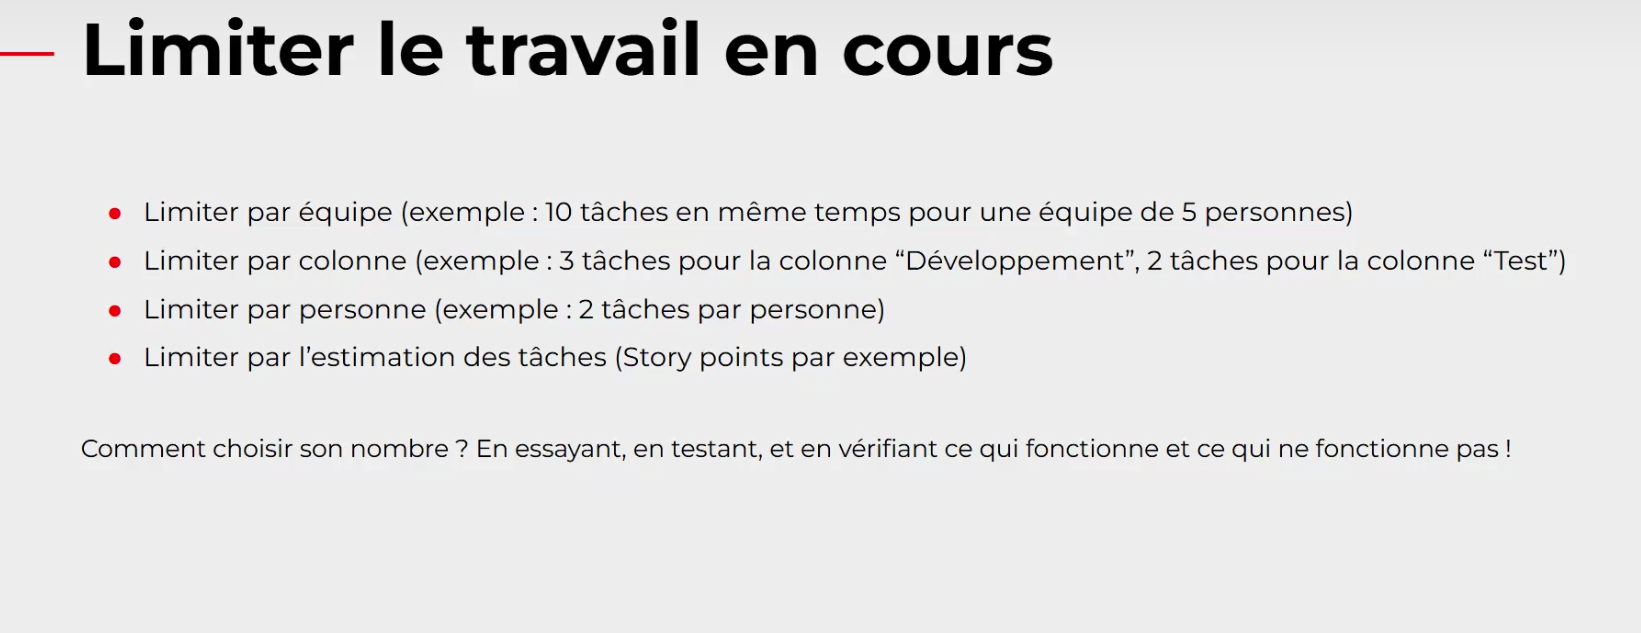 Limiter le travail en cours
Limiter par équipe (exemple : 10 tâches en même temps pour une équipe de 5 personnes)
Limiter par colonne (exemple : 3 tâches pour la colonne “Développement”, 2 tâches pour la colonne “Test”)
Limiter par personne (exemple : 2 tâches par personne)
Limiter par l’estimation des tâches (Story points par exemple)
Comment choisir son nombre ? En essayant, en testant, et en vérifiant ce qui fonctionne et ce qui ne fonctionne pas !